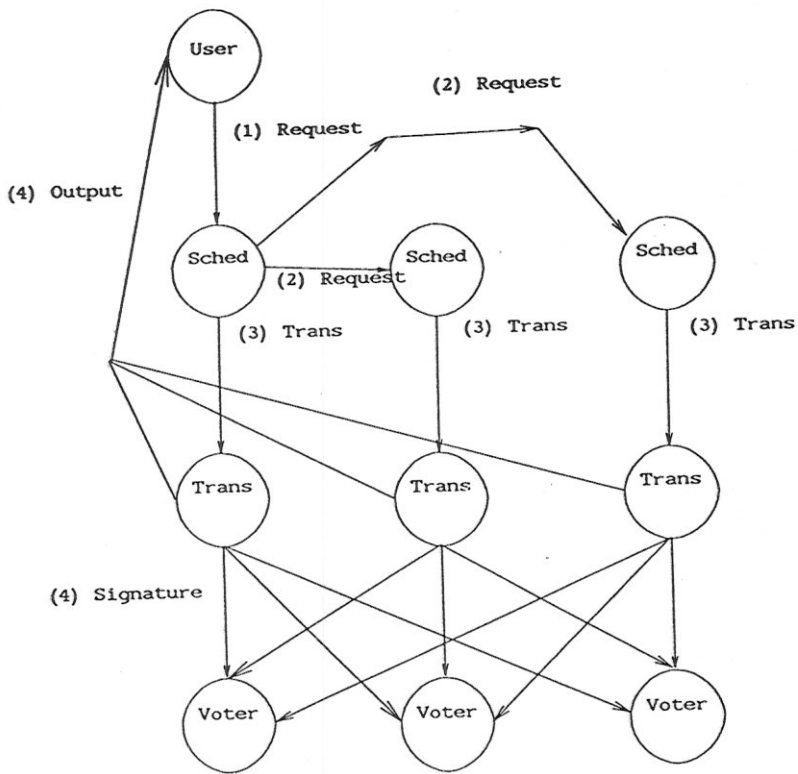 User
(2) Request
(1) Request
(4) Output
Sched
Sched
Sched
(2) Request
(3) Trans
(3) Trans
(3) Trans
Trans
Trans
Trans
(4) Signature
Voter
Voter
Voter